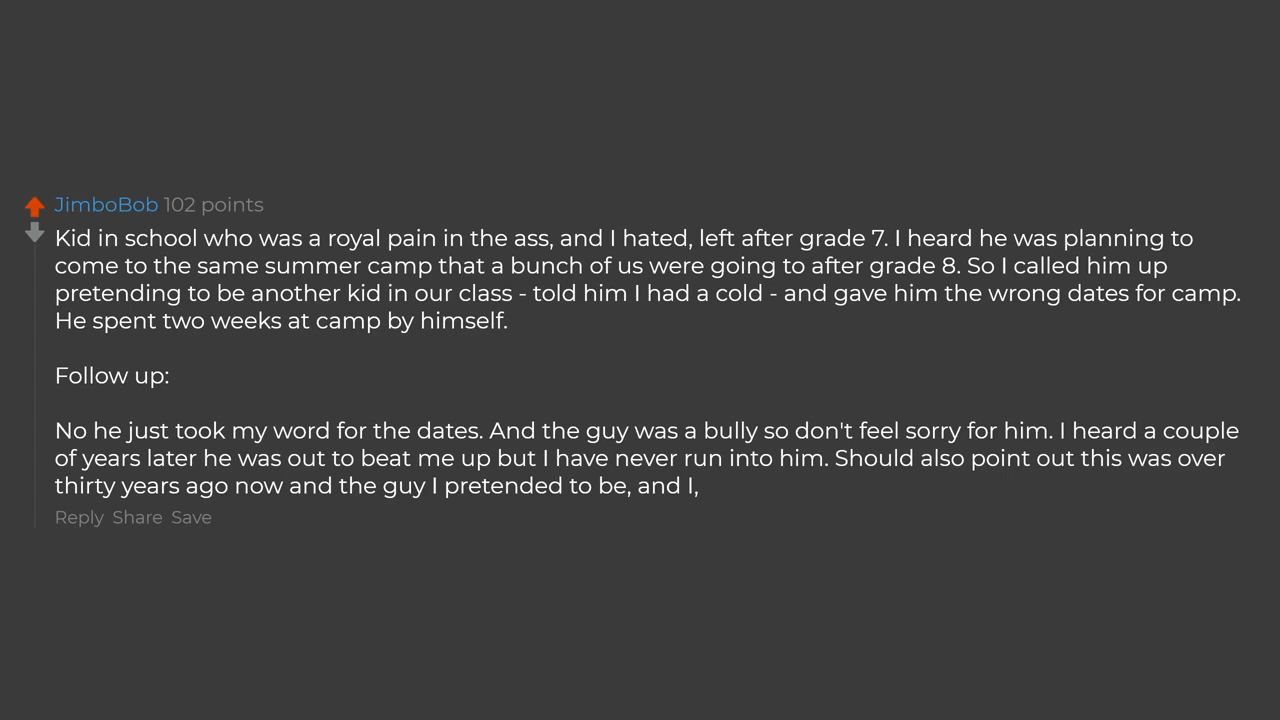 JimboBob 102 points
Kid in school who was a royal pain in the ass, and I hated, left after grade 7. I heard he was planning to
come to the same summer camp that a bunch of us were going to after grade 8. So I called him up
pretending to be another kid in our class - told him I had a cold - and gave him the wrong dates for camp.
He spent two weeks at camp by himself.
Follow up:
No he just took my word for the dates. And the guy was a bully so don't feel sorry for him. I heard a couple
of years later he was out to beat me up but I have never run into him. Should also point out this was over
thirty years ago now and the guy I pretended to be, and I,
Reply Share Save